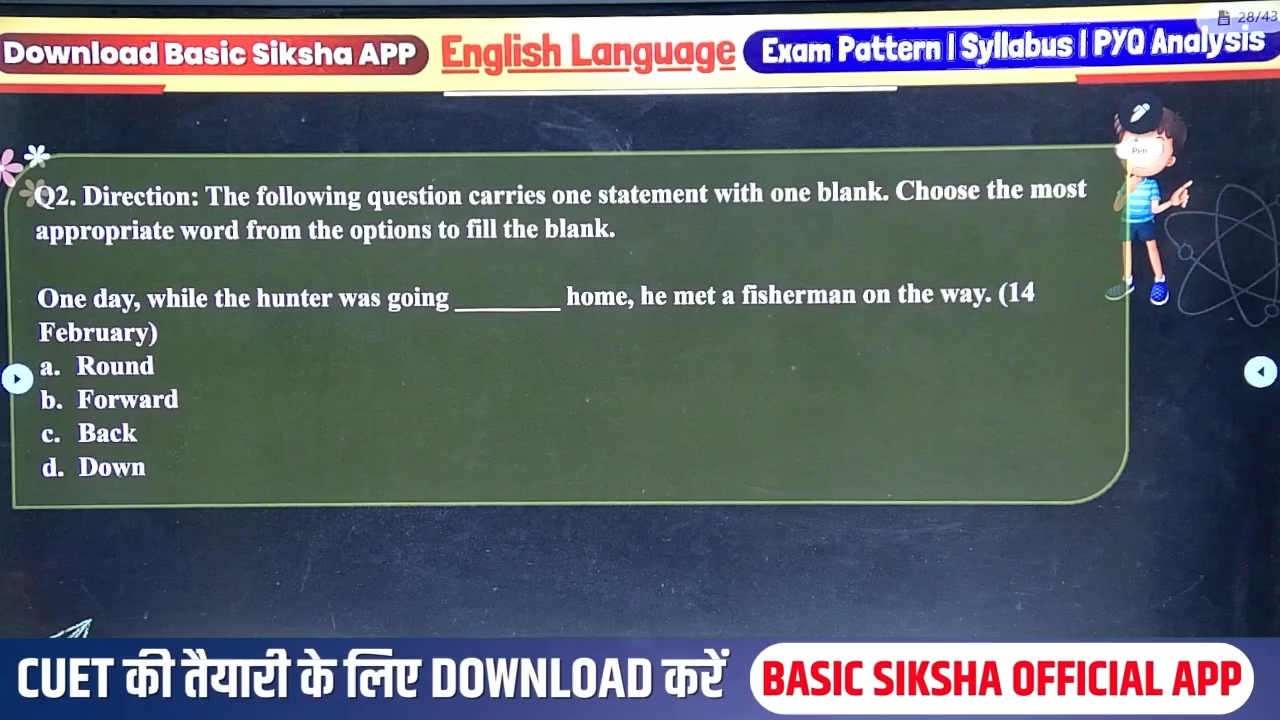 28/43
Download Basic Siksha APP
English Language
Exam Pattern | Syllabus | PYQ Analysis
Pen
Q2. Direction: The following question carries one statement with one blank. Choose the most
appropriate word from the options to fill the blank.
One day, while the hunter was going ________ home, he met a fisherman on the way. (14
February)
a. Round
b. Forward
c. Back
d. Down
CUET की तैयारी के लिए DOWNLOAD करें
BASIC SIKSHA OFFICIAL APP